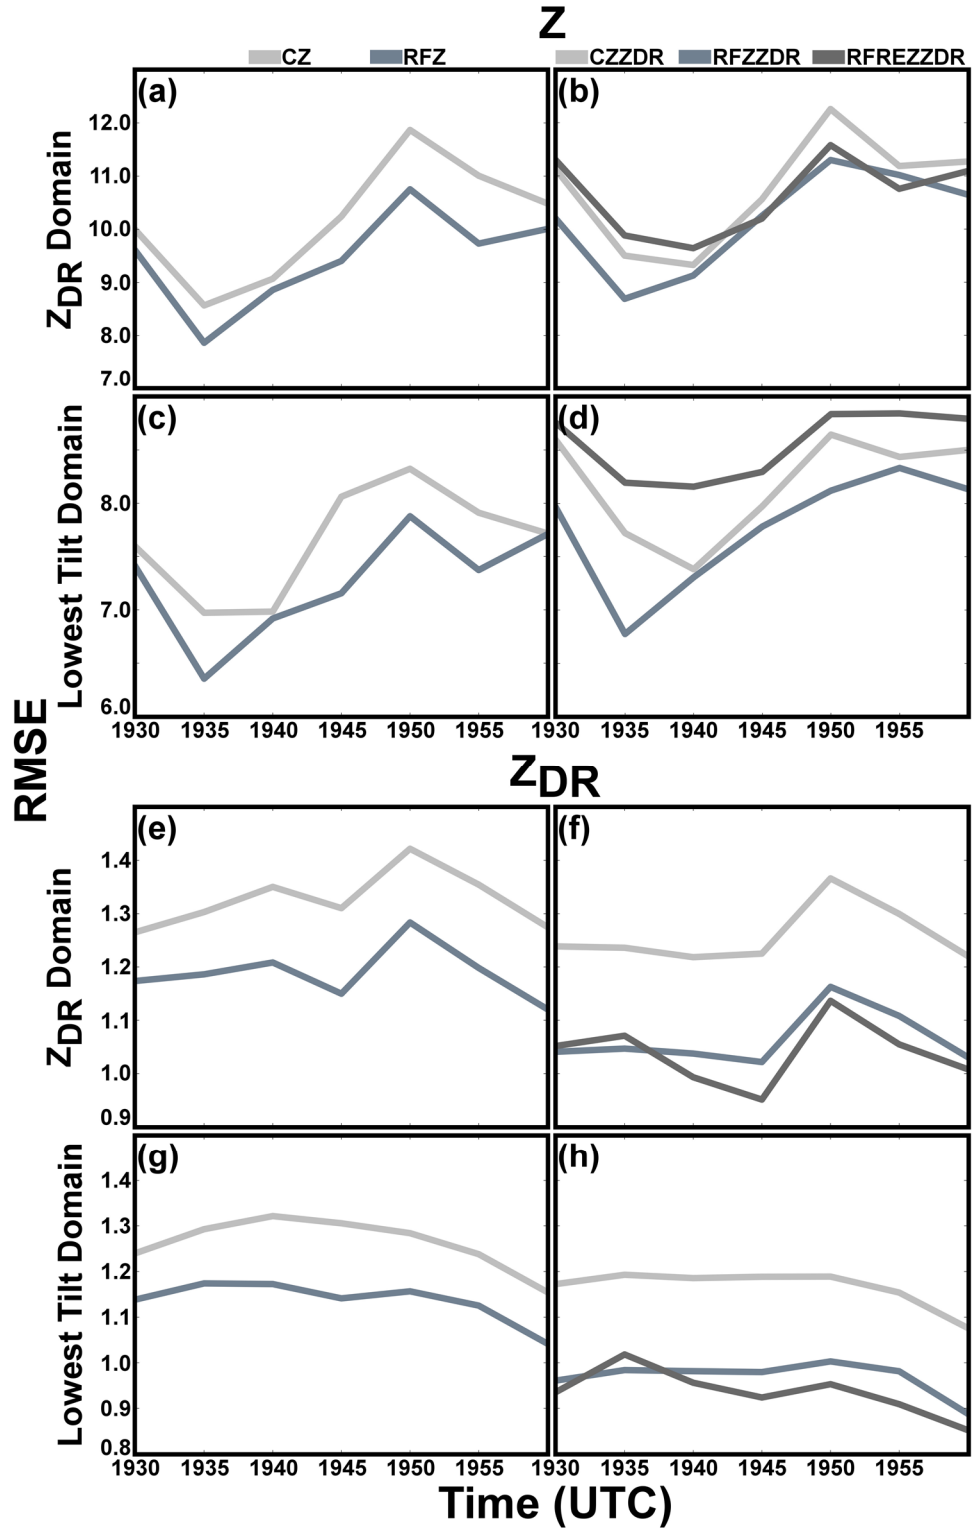 Z
CZ RFZ CZZDR RFZZDR RFREZZDR
(a) (b)
12.0
11.0
10.0
9.0
8.0
7.0
ZDR Domain
(c) (d)
8.0
7.0
6.0
Lowest Tilt Domain
1930 1935 1940 1945 1950 1955 1930 1935 1940 1945 1950 1955
RMSE
ZDR
(e) (f)
1.4
1.3
1.2
1.1
1.0
0.9
ZDR Domain
(g) (h)
1.4
1.3
1.2
1.1
1.0
0.9
0.8
Lowest Tilt Domain
1930 1935 1940 1945 1950 1955 1930 1935 1940 1945 1950 1955
Time (UTC)